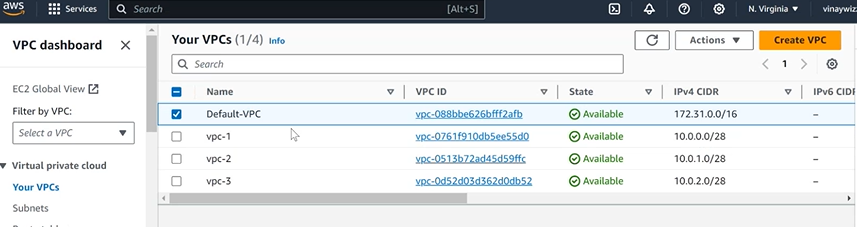 aws Services Search [Alt+S] N. Virginia vinaywiz
VPC dashboard
EC2 Global View
Filter by VPC:
Select a VPC
Virtual private cloud
Your VPCs
Subnets
Your VPCs (1/4) Info Actions Create VPC
Search 1
Name VPC ID State IPv4 CIDR IPv6 CIDR
Default-VPC vpc-088bbe626bfff2afb Available 172.31.0.0/16 –
vpc-1 vpc-0761f910db5ee55d0 Available 10.0.0.0/28 –
vpc-2 vpc-0513b72ad45d59ffc Available 10.0.1.0/28 –
vpc-3 vpc-0d52d03d362d0db52 Available 10.0.2.0/28 –